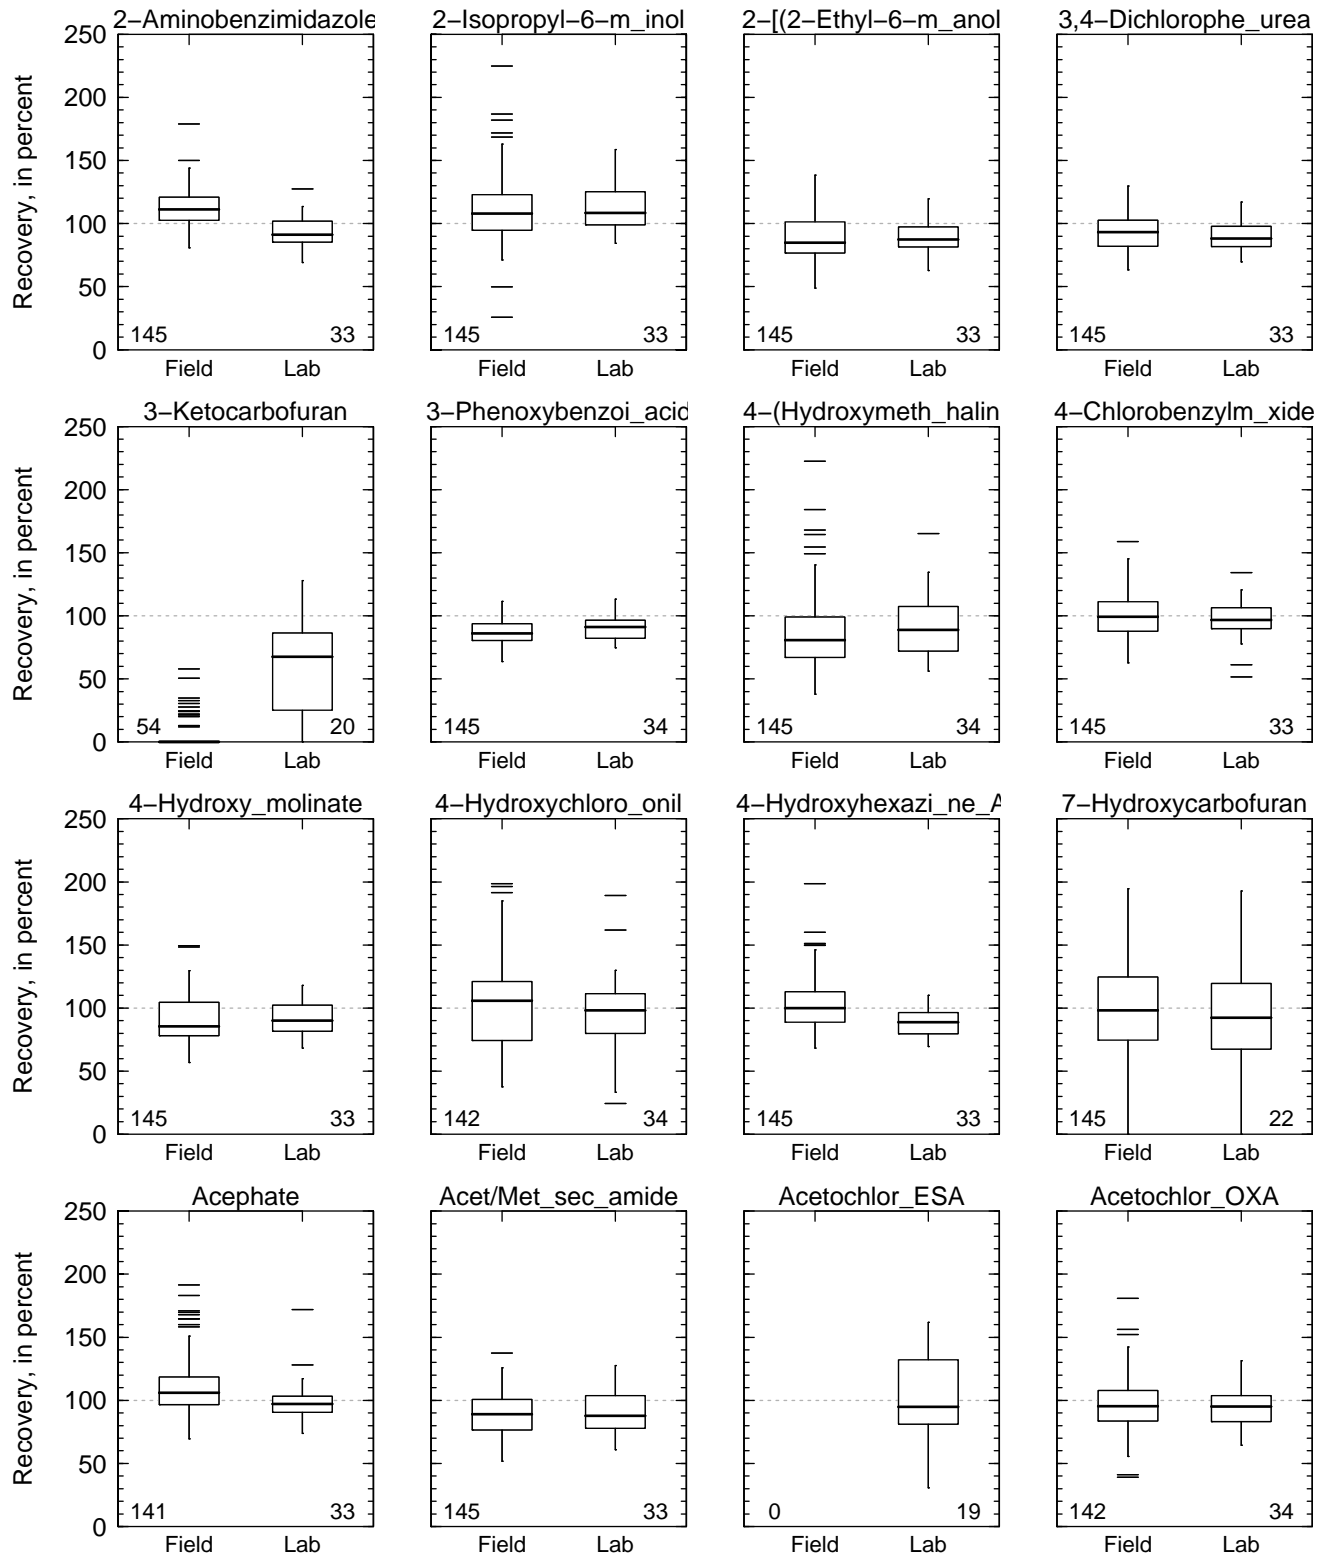 2−Aminobenzimidazole 2−Isopropyl−6−m_inol 2−[(2−Ethyl−6−m_anol 3,4−Dichlorophe_urea
250
200
150
100
50
0
Recovery, in percent
145 33 145 33 145 33 145 33
Field Lab Field Lab Field Lab Field Lab
3−Ketocarbofuran 3−Phenoxybenzoi_acid 4−(Hydroxymeth_halin 4−Chlorobenzylm_xide
250
200
150
100
50
0
Recovery, in percent
54 20 145 34 145 34 145 33
Field Lab Field Lab Field Lab Field Lab
4−Hydroxy_molinate 4−Hydroxychloro_onil 4−Hydroxyhexazi_ne_A 7−Hydroxycarbofuran
250
200
150
100
50
0
Recovery, in percent
145 33 142 34 145 33 145 22
Field Lab Field Lab Field Lab Field Lab
Acephate Acet/Met_sec_amide Acetochlor_ESA Acetochlor_OXA
250
200
150
100
50
0
Recovery, in percent
141 33 145 33 0 19 142 34
Field Lab Field Lab Field Lab Field Lab